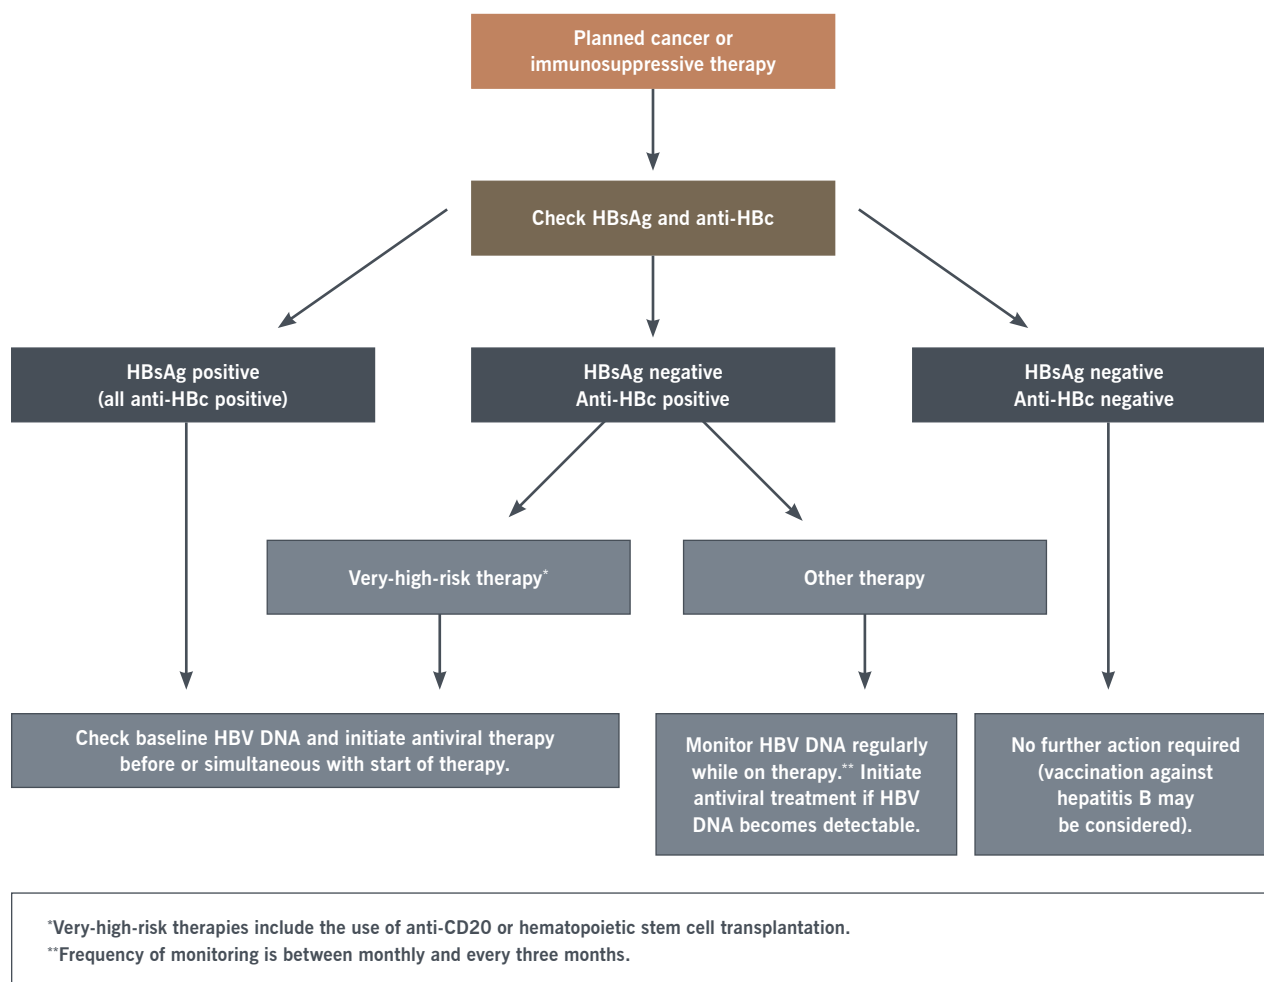 Planned cancer or
immunosuppressive therapy
Check HBsAg and anti-HBc
HBsAg positive
(all anti-HBc positive)
HBsAg negative
Anti-HBc positive
HBsAg negative
Anti-HBc negative
Very-high-risk therapy*
Other therapy
Check baseline HBV DNA and initiate antiviral therapy
before or simultaneous with start of therapy.
Monitor HBV DNA regularly
while on therapy.** Initiate
antiviral treatment if HBV
DNA becomes detectable.
No further action required
(vaccination against
hepatitis B may
be considered).
*Very-high-risk therapies include the use of anti-CD20 or hematopoietic stem cell transplantation.
**Frequency of monitoring is between monthly and every three months.